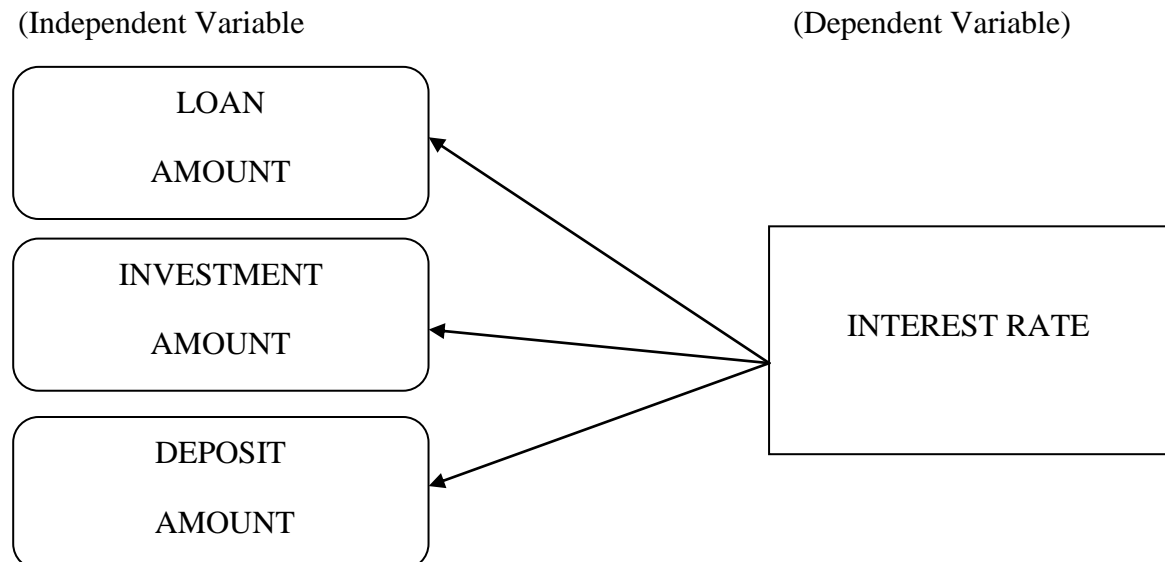 (Independent Variable
(Dependent Variable)
LOAN
AMOUNT
INVESTMENT
AMOUNT
DEPOSIT
AMOUNT
INTEREST RATE